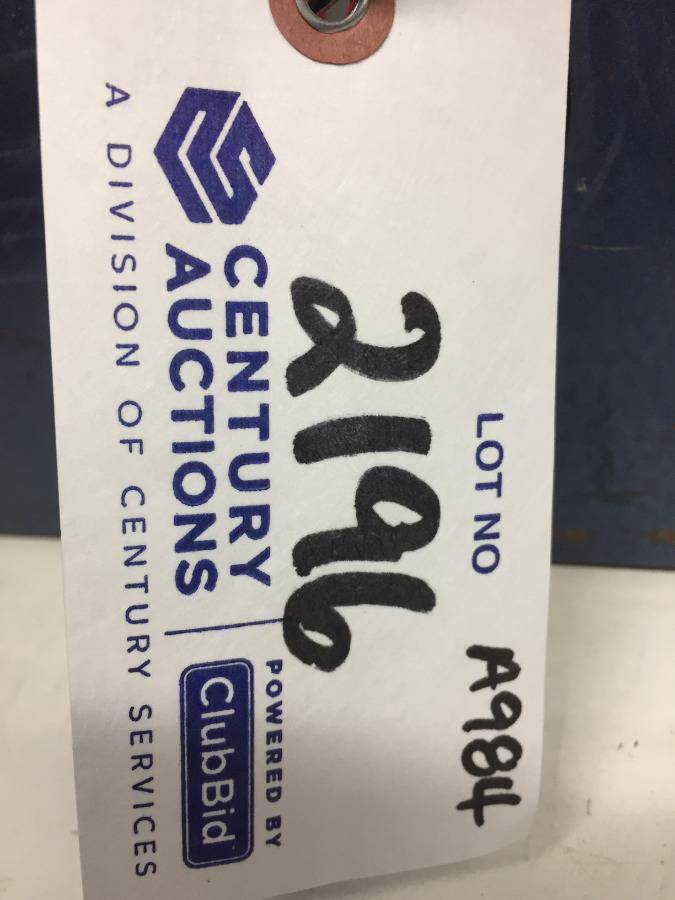 LOT NO A984
2196
CENTURY
AUCTIONS
POWERED BY
ClubBid
A DIVISION OF CENTURY SERVICES